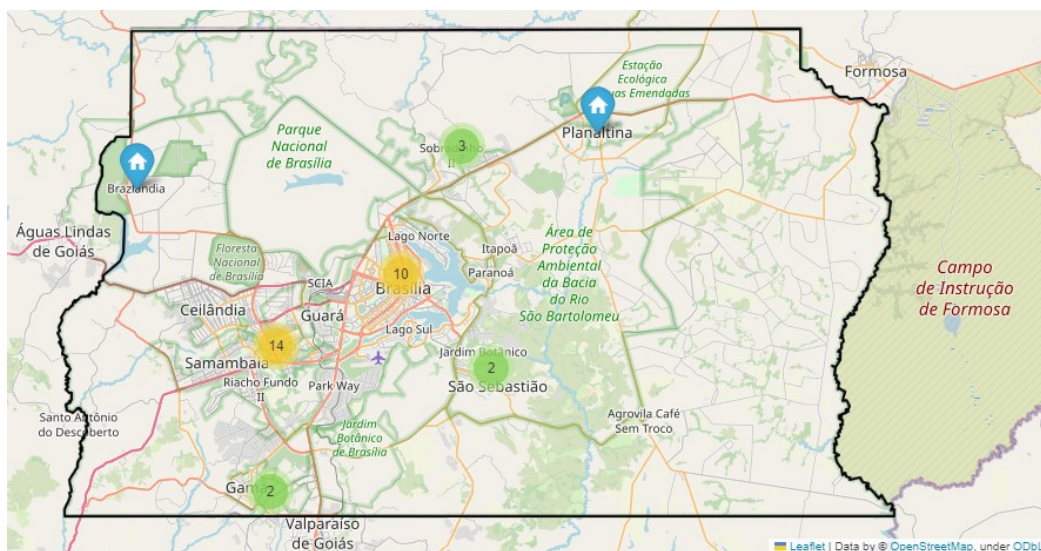 Estação
Ecológica
uas Emendadas
Formosa
Planaltina
Parque
Nacional
de Brasília
3
Sobradinho
II
Brazlândia
Águas Lindas
de Goiás
Lago Norte
Itapoã
Área de
Proteção
Ambiental
da Bacia
do Rio
São Bartolomeu
Floresta
Nacional
de Brasília
SCIA
10
Brasília
Paranoá
Campo
de Instrução
de Formosa
Ceilândia
Guará
Lago Sul
14
Samambaia
Riacho Fundo
II
Park Way
Jardim Botânico
2
São Sebastião
Santo Antônio
do Descoberto
Jardim
Botânico
de Brasília
Agrovila Café
Sem Troco
Gama
2
Valparaíso
de Goiás
Leaflet | Data by © OpenStreetMap, under ODbL